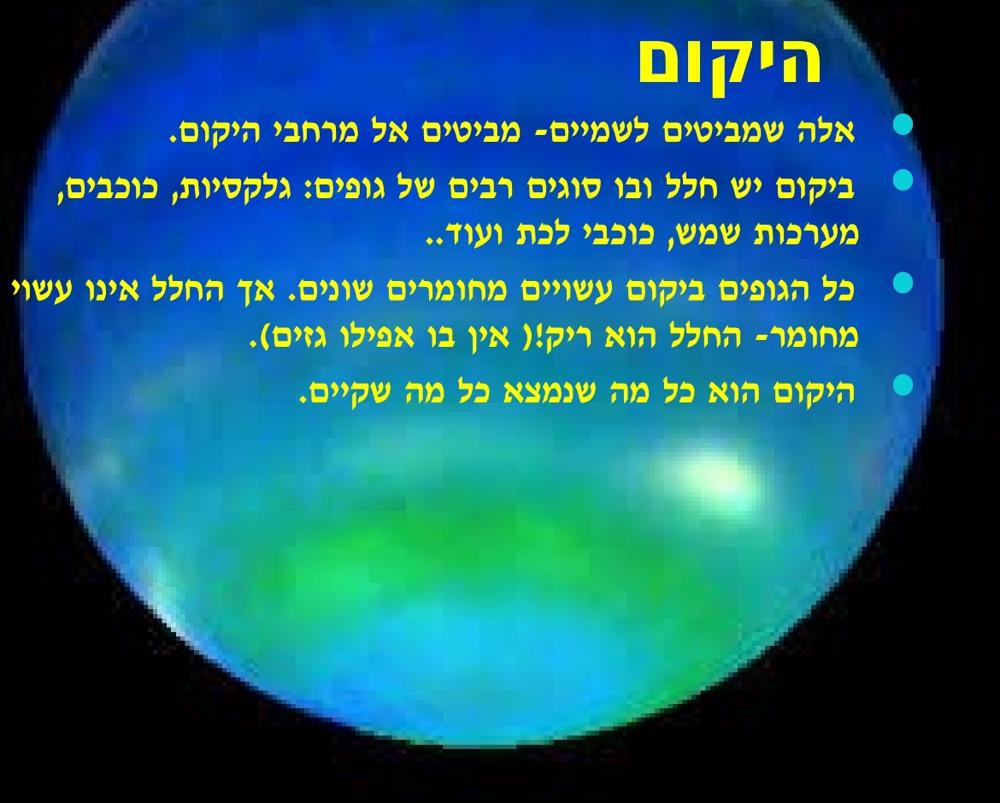 היקום
אלה שמביטים לשמיים- מביטים אל מרחבי היקום.
ביקום יש חלל ובו סוגים רבים של גופים: גלקסיות, כוכבים,
מערכות שמש, כוכבי לכת ועוד..
כל הגופים ביקום עשויים מחומרים שונים. אך החלל אינו עשוי
מחומר- החלל הוא ריק!( אין בו אפילו גזים).
היקום הוא כל מה שנמצא כל מה שקיים.